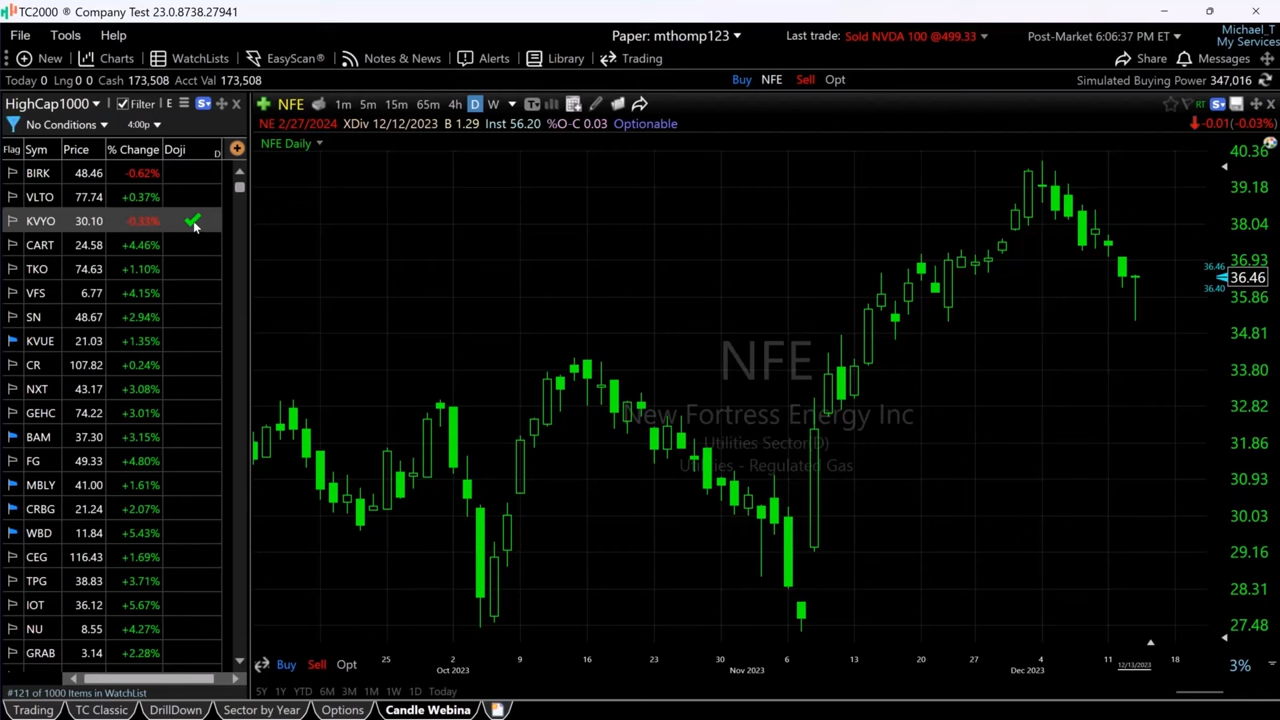 TC2000 ® Company Test 23.0.8738.27941
File Tools Help Paper: mthomp123 Last trade: Sold NVDA 100 @499.33 Post-Market - 6:06:37 PM ET Michael_T
My Services
New Charts WatchLists EasyScan® Notes & News Alerts Library Trading Share Messages
Today 0 Lng 0:0 Cash 173,508 Acct Val 173,508 Buy NFE Sell Opt Simulated Buying Power 347,016
HighCap1000 Filter E S NFE 1m 5m 15m 65m 4h D W TC RT S
No Conditions 4:00p NE 2/27/2024 XDiv 12/12/2023 B 1.29 Inst 56.20 %O-C 0.03 Optionable -0.01(-0.03%)
Flag Sym Price % Change Doji D
NFE Daily
BIRK 48.46 -0.62%
VLTO 77.74 +0.37%
KVYO 30.10 -0.33%
CART 24.58 +4.46%
TKO 74.63 +1.10%
VFS 6.77 +4.15%
SN 48.67 +2.94%
KVUE 21.03 +1.35%
CR 107.82 +0.24%
NXT 43.17 +3.08%
GEHC 74.22 +3.01%
BAM 37.30 +3.15%
FG 49.33 +4.80%
MBLY 41.00 +1.61%
CRBG 21.24 +2.07%
WBD 11.84 +5.43%
CEG 116.43 +1.69%
TPG 38.83 +3.71%
IOT 36.12 +5.67%
NU 8.55 +4.27%
GRAB 3.14 +2.28%
#121 of 1000 Items in WatchList
NFE
New Fortress Energy Inc
Utilities Sector(D)
Utilities - Regulated Gas
40.36
39.18
38.04
36.93
36.46
36.46
36.40
35.86
34.81
33.80
32.82
31.86
30.93
30.03
29.16
28.31
27.48
25 2 9 16 23 30 6 13 20 27 4 11 12/13/2023 18
Oct 2023 Nov 2023 Dec 2023
Buy Sell Opt 3%
5Y 1Y YTD 6M 3M 1M 1W 1D Today
Trading TC Classic DrillDown Sector by Year Options Candle Webina